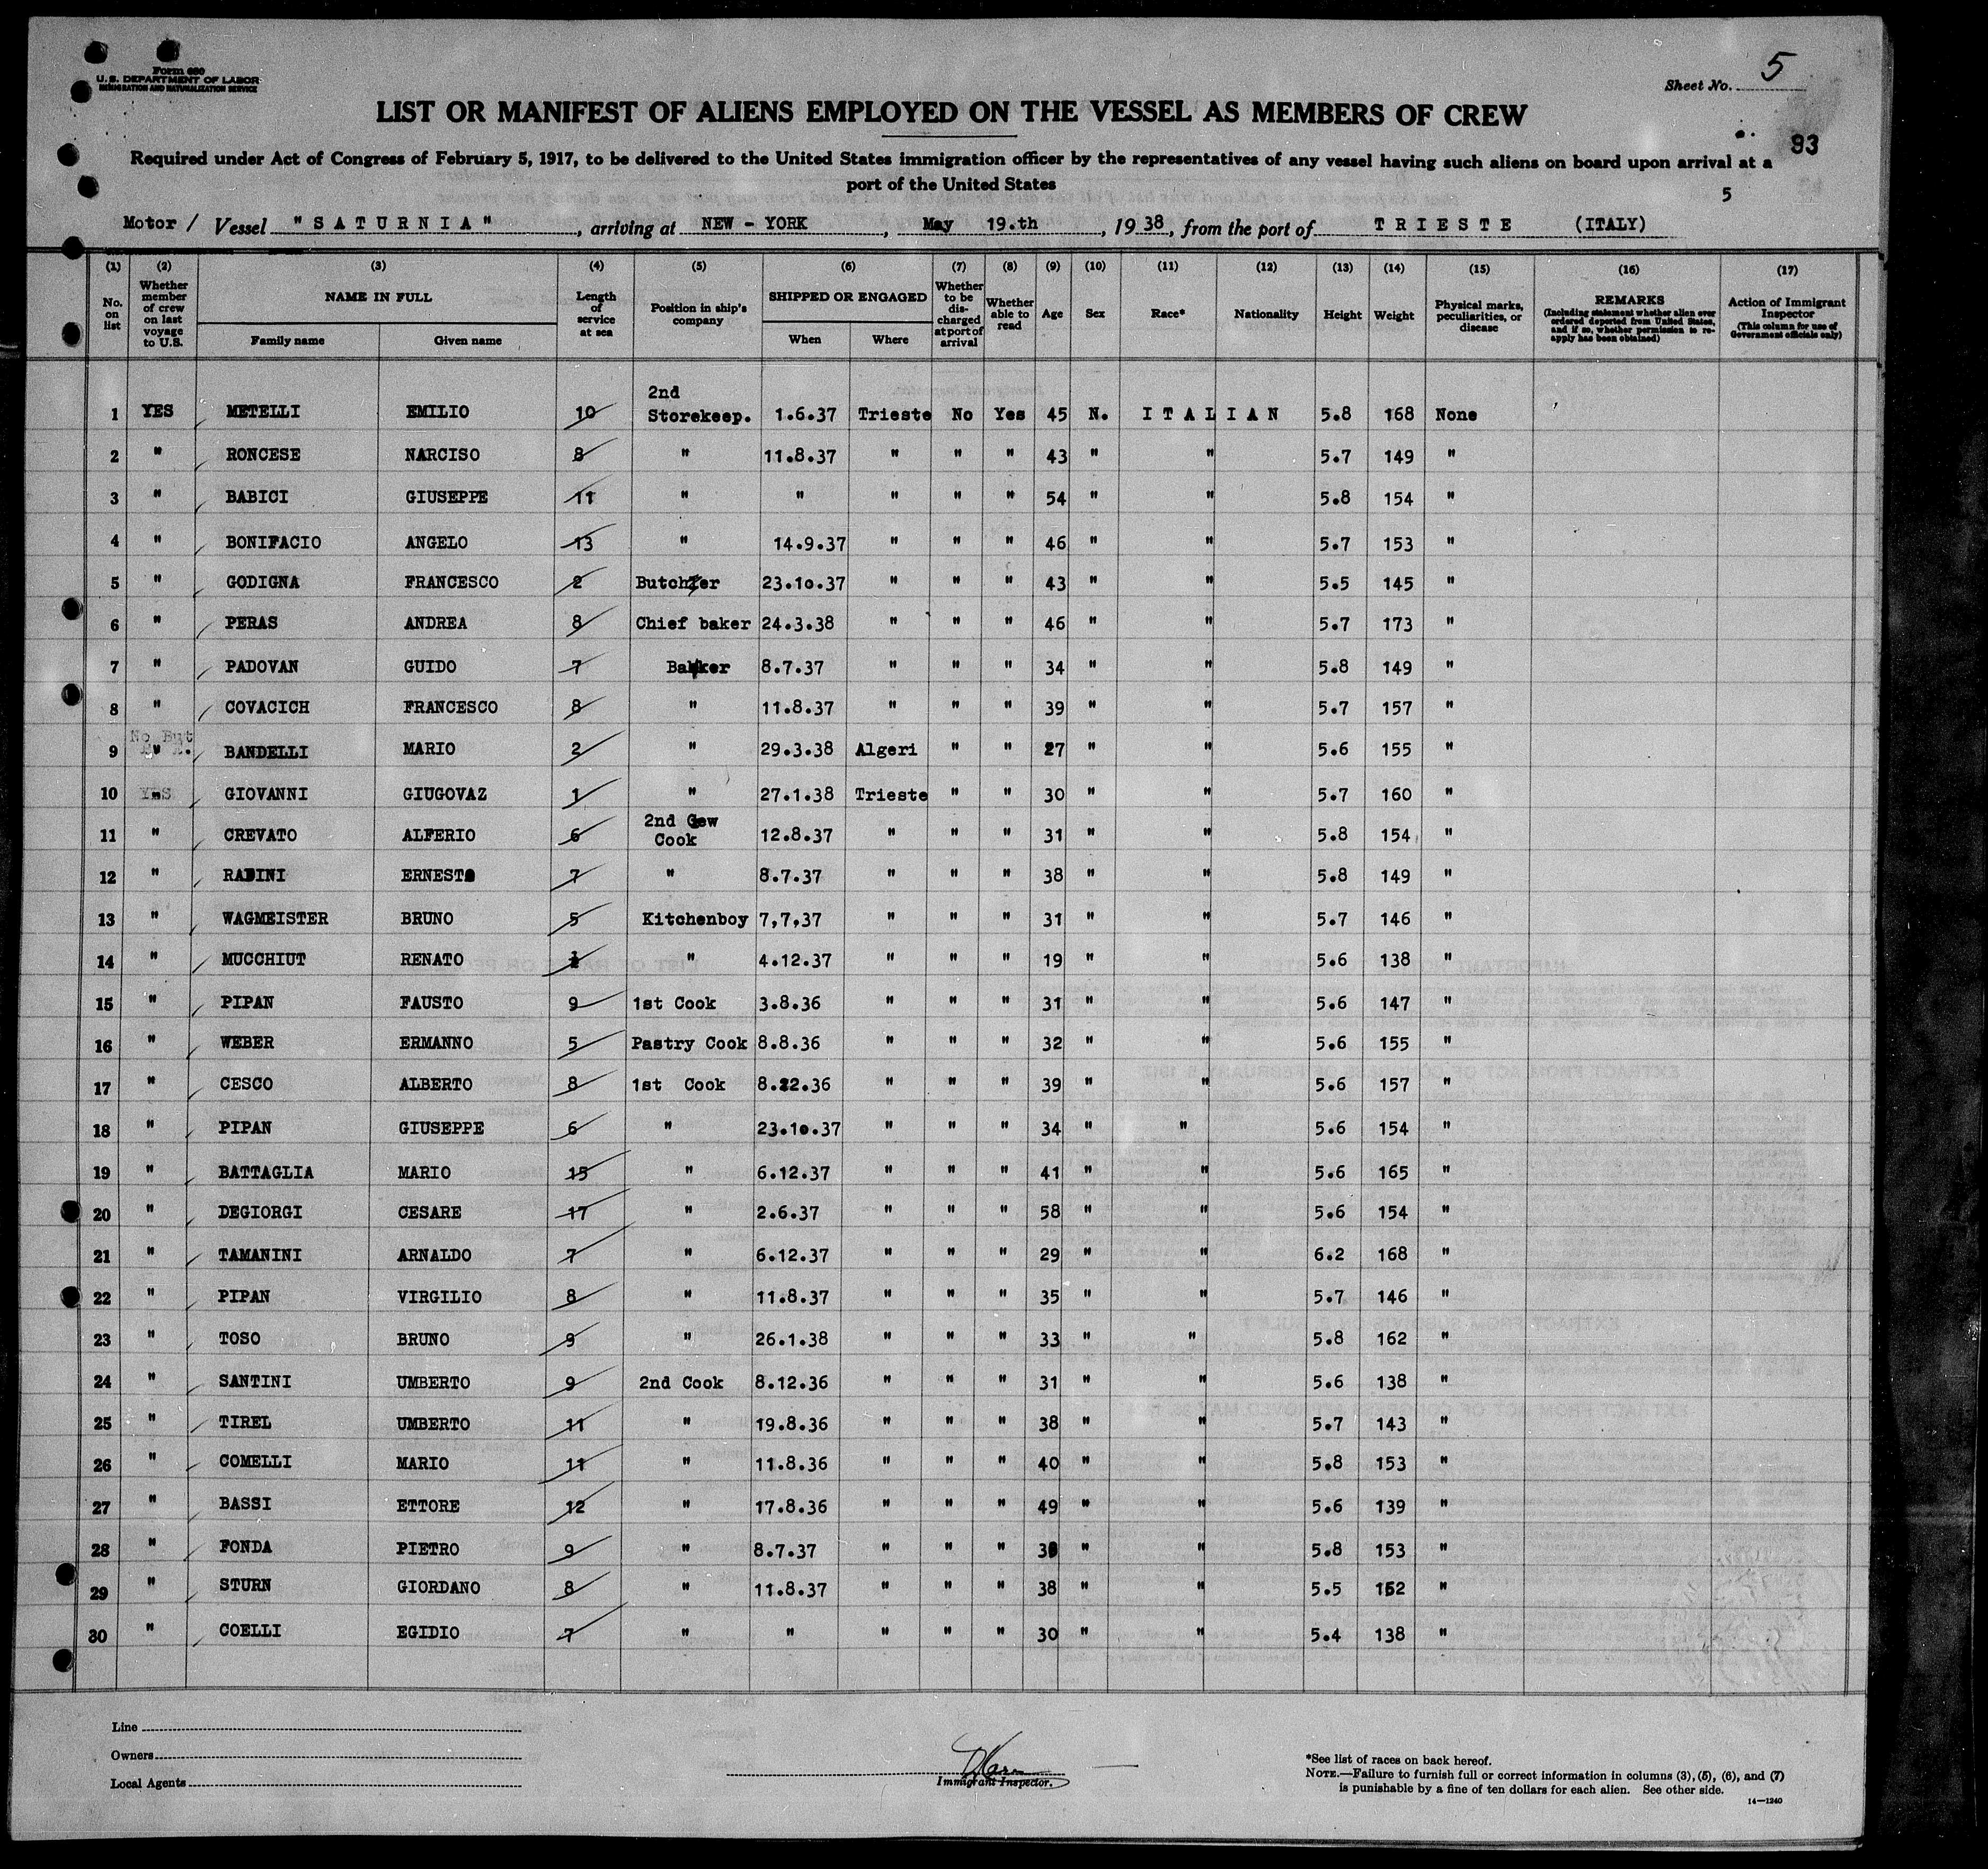 Form 680
U. S. DEPARTMENT OF LABOR
IMMIGRATION AND NATURALIZATION SERVICE
Sheet No. 5
LIST OR MANIFEST OF ALIENS EMPLOYED ON THE VESSEL AS MEMBERS OF CREW
93
Required under Act of Congress of February 5, 1917, to be delivered to the United States immigration officer by the representatives of any vessel having such aliens on board upon arrival at a
port of the United States
5
Motor / Vessel "SATURNIA", arriving at NEW - YORK, May 19.th, 1938, from the port of TRIESTE (ITALY)
(1) (2) (3) (4) (5) (6) (7) (8) (9) (10) (11) (12) (13) (14) (15) (16) (17)
No. on list Whether member of crew on last voyage to U.S. NAME IN FULL Family name Given name Length of service at sea Position in ship's company SHIPPED OR ENGAGED When Where Whether to be discharged at port of arrival Whether able to read Age Sex Race* Nationality Height Weight Physical marks, peculiarities, or disease REMARKS (Including statement whether alien ever ordered deported from United States, and if so, whether permission to reapply has been obtained) Action of Immigrant Inspector (This column for use of Government officials only)
1 YES METELLI EMILIO 10 2nd Storekeep. 1.6.37 Trieste No Yes 45 N. ITALIAN 5.8 168 None
2 " RONCESE NARCISO 8 " 11.8.37 " " " 43 " " 5.7 149 "
3 " BABICI GIUSEPPE 11 " " " " " 54 " " 5.8 154 "
4 " BONIFACIO ANGELO 13 " 14.9.37 " " " 46 " " 5.7 153 "
5 " GODIGNA FRANCESCO 2 Butcher 23.10.37 " " " 43 " " 5.5 145 "
6 " PERAS ANDREA 8 Chief baker 24.3.38 " " " 46 " " 5.7 173 "
7 " PADOVAN GUIDO 7 Baker 8.7.37 " " " 34 " " 5.8 149 "
8 " COVACICH FRANCESCO 8 " 11.8.37 " " " 39 " " 5.7 157 "
9 No But " BANDELLI MARIO 2 " 29.3.38 Algeri " " 27 " " 5.6 155 "
10 YES GIOVANNI GIUGOVAZ 1 " 27.1.38 Trieste " " 30 " " 5.7 160 "
11 " CREVATO ALFERIO 6 2nd Cew Cook 12.8.37 " " " 31 " " 5.8 154 "
12 " RADINI ERNESTO 7 " 8.7.37 " " " 38 " " 5.8 149 "
13 " WAGMEISTER BRUNO 5 Kitchenboy 7,7,37 " " " 31 " " 5.7 146 "
14 " MUCCHIUT RENATO " 4.12.37 " " " 19 " " 5.6 138 "
15 " PIPAN FAUSTO 9 1st Cook 3.8.36 " " " 31 " " 5.6 147 "
16 " WEBER ERMANNO 5 Pastry Cook 8.8.36 " " " 32 " " 5.6 155 "
17 " CESCO ALBERTO 8 1st Cook 8.22.36 " " " 39 " " 5.6 157 "
18 " PIPAN GIUSEPPE 6 " 23.10.37 " " " 34 " " 5.6 154 "
19 " BATTAGLIA MARIO 15 " 6.12.37 " " " 41 " " 5.6 165 "
20 " DEGIORGI CESARE 17 " 2.6.37 " " " 58 " " 5.6 154 "
21 " TAMANINI ARNALDO 7 " 6.12.37 " " " 29 " " 6.2 168 "
22 " PIPAN VIRGILIO 8 " 11.8.37 " " " 35 " " 5.7 146 "
23 " TOSO BRUNO 9 " 26.1.38 " " " 33 " " 5.8 162 "
24 " SANTINI UMBERTO 9 2nd Cook 8.12.36 " " " 31 " " 5.6 138 "
25 " TIREL UMBERTO 11 " 19.8.36 " " " 38 " " 5.7 143 "
26 " COMELLI MARIO 11 " 11.8.36 " " " 40 " " 5.8 153 "
27 " BASSI ETTORE 12 " 17.8.36 " " " 49 " " 5.6 139 "
28 " FONDA PIETRO 9 " 8.7.37 " " " " " 5.8 153 "
29 " STURN GIORDANO 8 " 11.8.37 " " " 38 " " 5.5 152 "
30 " COELLI EGIDIO 7 " " " " " 30 " " 5.4 138 "
Line
Owners
Local Agents
Immigrant Inspector.
*See list of races on back hereof.
NOTE.—Failure to furnish full or correct information in columns (3), (5), (6), and (7)
is punishable by a fine of ten dollars for each alien. See other side.
14—1240